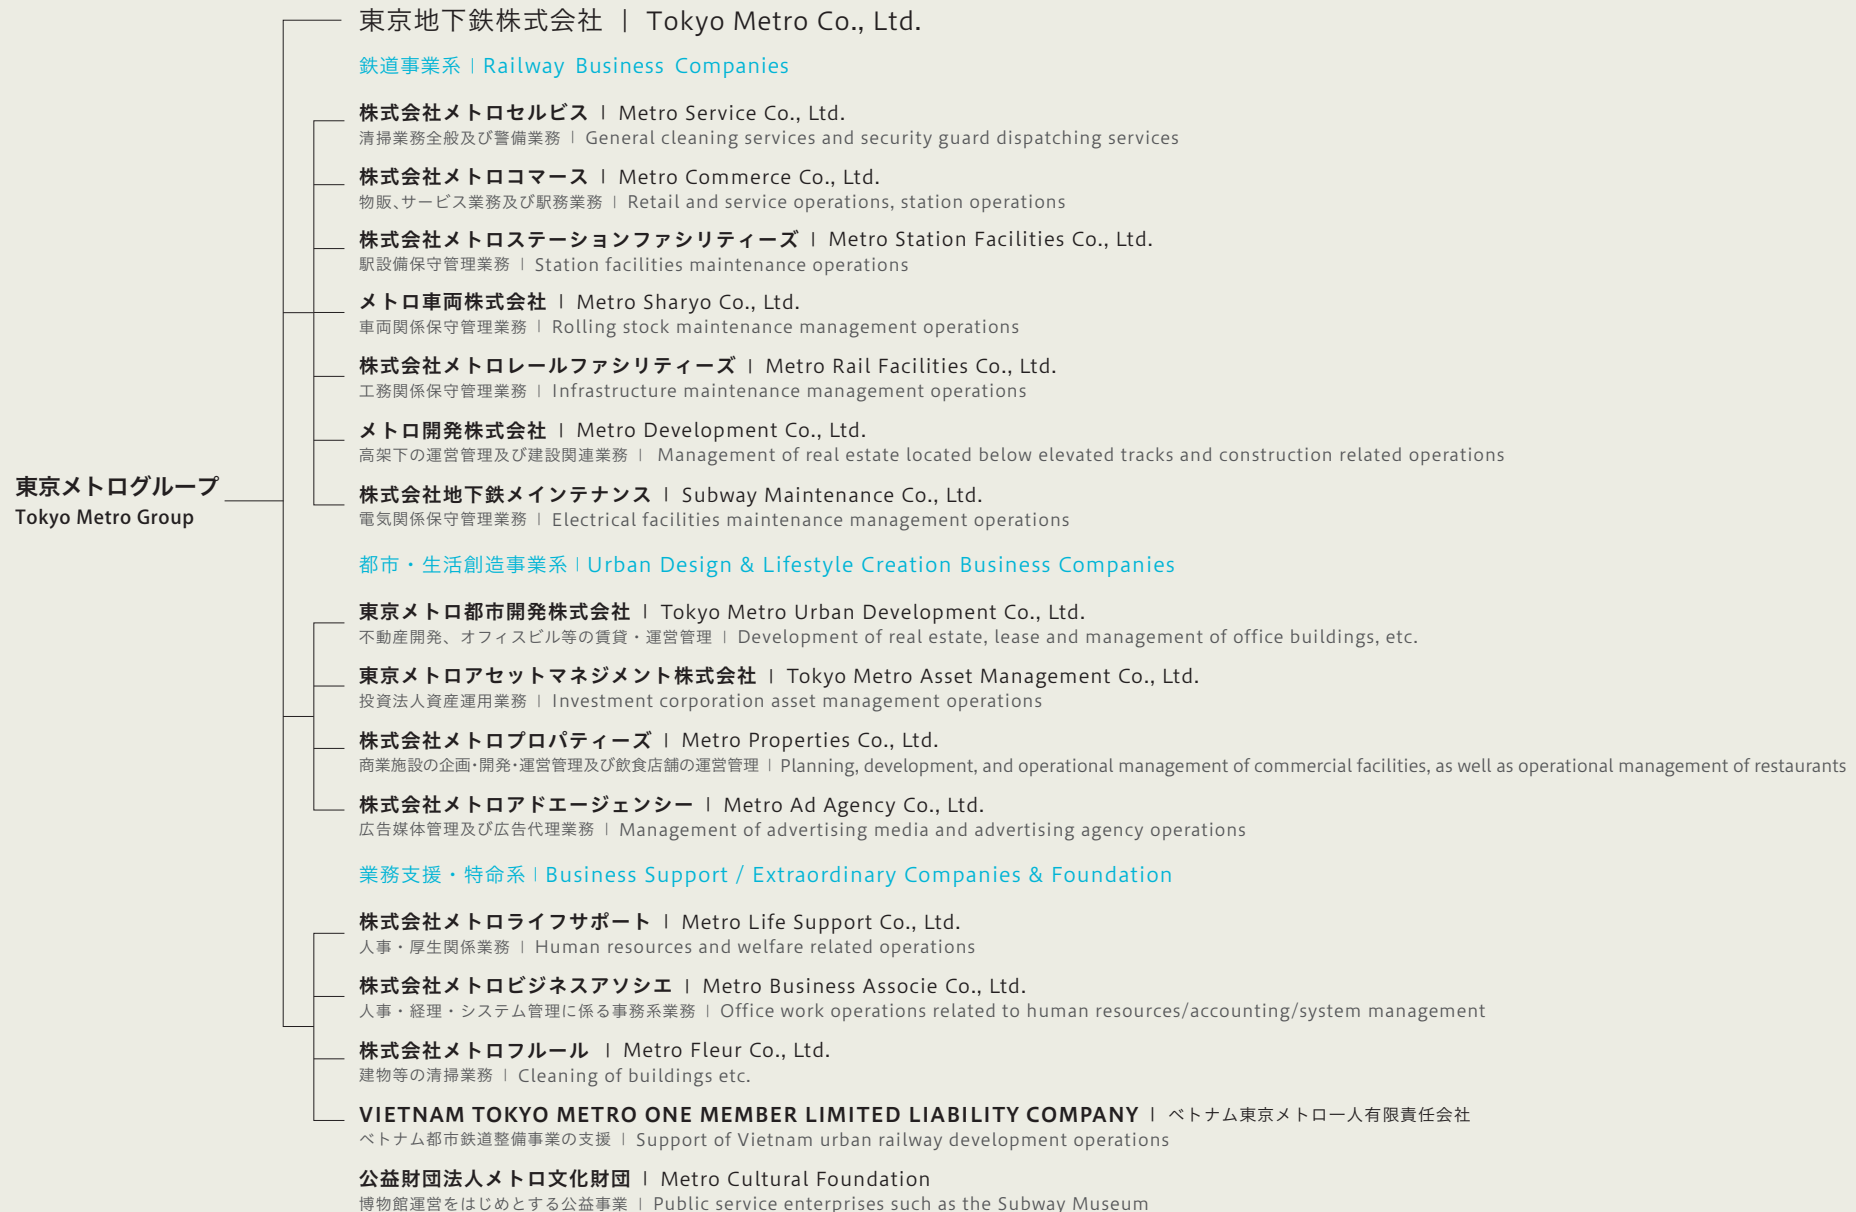 東京地下鉄株式会社 | Tokyo Metro Co., Ltd.
鉄道事業系 | Railway Business Companies
株式会社メトロセルビス | Metro Service Co., Ltd.
清掃業務全般及び警備業務 | General cleaning services and security guard dispatching services
株式会社メトロコマース | Metro Commerce Co., Ltd.
物販、サービス業務及び駅務業務 | Retail and service operations, station operations
株式会社メトロステーションファシリティーズ | Metro Station Facilities Co., Ltd.
駅設備保守管理業務 | Station facilities maintenance operations
メトロ車両株式会社 | Metro Sharyo Co., Ltd.
車両関係保守管理業務 | Rolling stock maintenance management operations
株式会社メトロレールファシリティーズ | Metro Rail Facilities Co., Ltd.
工務関係保守管理業務 | Infrastructure maintenance management operations
メトロ開発株式会社 | Metro Development Co., Ltd.
高架下の運営管理及び建設関連業務 | Management of real estate located below elevated tracks and construction related operations
東京メトログループ
Tokyo Metro Group
株式会社地下鉄メインテナンス | Subway Maintenance Co., Ltd.
電気関係保守管理業務 | Electrical facilities maintenance management operations
都市・生活創造事業系 | Urban Design & Lifestyle Creation Business Companies
東京メトロ都市開発株式会社 | Tokyo Metro Urban Development Co., Ltd.
不動産開発、オフィスビル等の賃貸・運営管理 | Development of real estate, lease and management of office buildings, etc.
東京メトロアセットマネジメント株式会社 | Tokyo Metro Asset Management Co., Ltd.
投資法人資産運用業務 | Investment corporation asset management operations
株式会社メトロプロパティーズ | Metro Properties Co., Ltd.
商業施設の企画・開発・運営管理及び飲食店舗の運営管理 | Planning, development, and operational management of commercial facilities, as well as operational management of restaurants
株式会社メトロアドエージェンシー | Metro Ad Agency Co., Ltd.
広告媒体管理及び広告代理業務 | Management of advertising media and advertising agency operations
業務支援・特命系 | Business Support / Extraordinary Companies & Foundation
株式会社メトロライフサポート | Metro Life Support Co., Ltd.
人事・厚生関係業務 | Human resources and welfare related operations
株式会社メトロビジネスアソシエ | Metro Business Associe Co., Ltd.
人事・経理・システム管理に係る事務系業務 | Office work operations related to human resources/accounting/system management
株式会社メトロフルール | Metro Fleur Co., Ltd.
建物等の清掃業務 | Cleaning of buildings etc.
VIETNAM TOKYO METRO ONE MEMBER LIMITED LIABILITY COMPANY | ベトナム東京メトロ一人有限責任会社
ベトナム都市鉄道整備事業の支援 | Support of Vietnam urban railway development operations
公益財団法人メトロ文化財団 | Metro Cultural Foundation
博物館運営をはじめとする公益事業 | Public service enterprises such as the Subway Museum